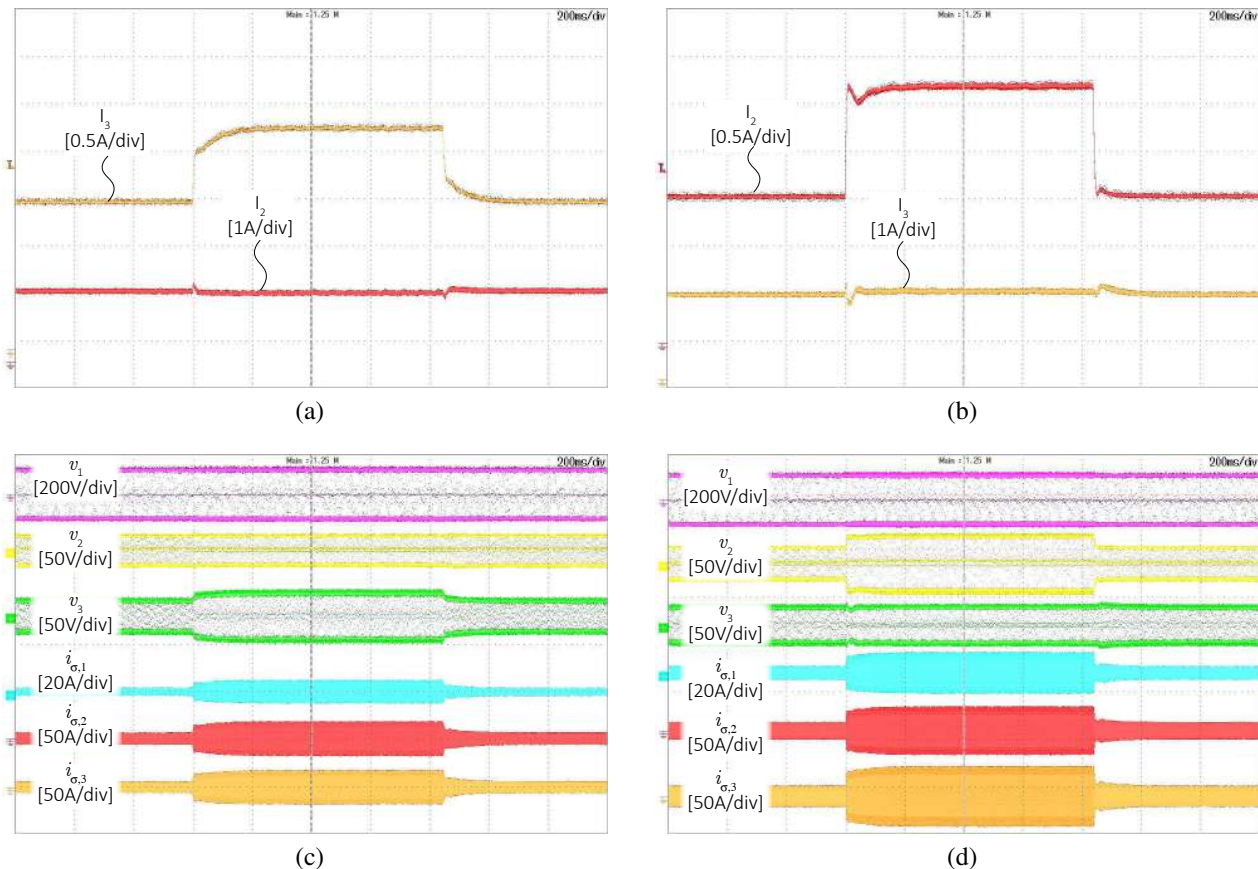 Main = 1.25 M
200ms/div
I3
[0.5A/div]
I2
[1A/div]
(a)
Main = 1.25 M
200ms/div
I2
[0.5A/div]
I3
[1A/div]
(b)
Main = 1.25 M
200ms/div
v1
[200V/div]
v2
[50V/div]
v3
[50V/div]
iσ,1
[20A/div]
iσ,2
[50A/div]
iσ,3
[50A/div]
(c)
Main = 1.25 M
200ms/div
v1
[200V/div]
v2
[50V/div]
v3
[50V/div]
iσ,1
[20A/div]
iσ,2
[50A/div]
iσ,3
[50A/div]
(d)